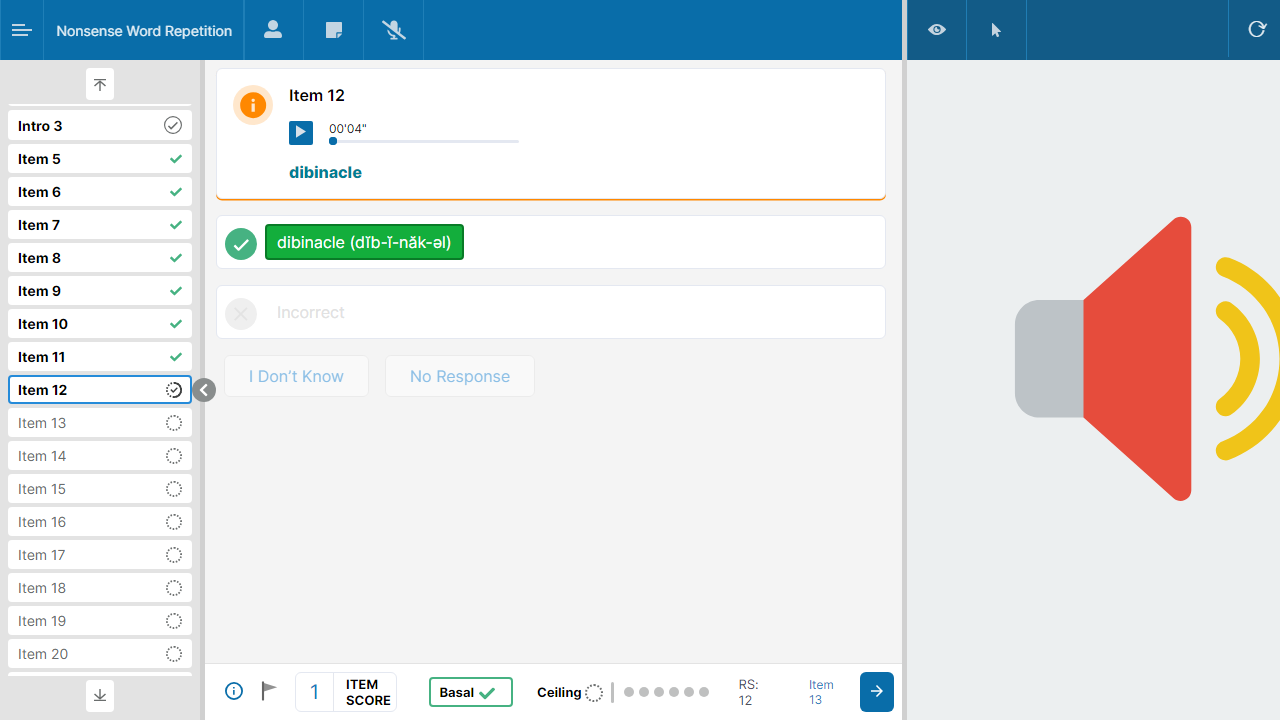 Nonsense Word Repetition
Intro 3
Item 5
Item 6
Item 7
Item 8
Item 9
Item 10
Item 11
Item 12
Item 13
Item 14
Item 15
Item 16
Item 17
Item 18
Item 19
Item 20
Item 12
00'04"
dibinacle
dibinacle (dĭb-ĭ-năk-əl)
Incorrect
I Don't Know
No Response
1
ITEM
SCORE
Basal
Ceiling
RS:
12
Item
13